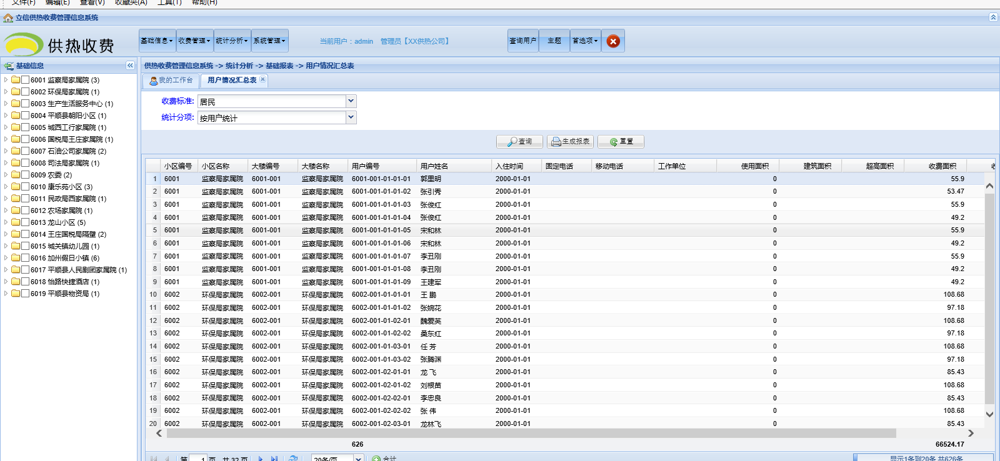 文件(F) 编辑(E) 查看(V) 收藏夹(A) 工具(T) 帮助(H)
立信供热收费管理信息系统
供热收费
基础信息 收费管理 统计分析 系统管理
当前用户：admin 管理员【XX供热公司】
查询用户 主题 首选项
基础信息
6001 监察局家属院 (3)
6002 环保局家属院 (1)
6003 生产生活服务中心 (1)
6004 平顺县朝阳小区 (1)
6005 城西工行家属院 (1)
6006 国税局王庄家属院 (1)
6007 石油公司家属院 (2)
6008 司法局家属院 (1)
6009 农委 (2)
6010 康乐苑小区 (3)
6011 民政局西家属院 (1)
6012 农场家属院 (1)
6013 龙山小区 (5)
6014 王庄国税局隔壁 (2)
6015 城关镇幼儿园 (1)
6016 加州假日小镇 (6)
6017 平顺县人民剧团家属院 (1)
6018 怡路快捷酒店 (1)
6019 平顺县物资局 (1)
供热收费管理信息系统 -> 统计分析 -> 基础报表 -> 用户情况汇总表
我的工作台 用户情况汇总表
收费标准: 居民
统计分项: 按用户统计
查询 生成报表 重置
小区编号 小区名称 大楼编号 大楼名称 用户编号 用户姓名 入住时间 固定电话 移动电话 工作单位 使用面积 建筑面积 超高面积 收费面积
1 6001 监察局家属院 6001-001 监察局家属院 6001-001-01-01-01 郭里明 2000-01-01 0 55.9
2 6001 监察局家属院 6001-001 监察局家属院 6001-001-01-01-02 张引秀 2000-01-01 0 53.47
3 6001 监察局家属院 6001-001 监察局家属院 6001-001-01-01-03 张俊红 2000-01-01 0 55.9
4 6001 监察局家属院 6001-001 监察局家属院 6001-001-01-01-04 张俊红 2000-01-01 0 49.2
5 6001 监察局家属院 6001-001 监察局家属院 6001-001-01-01-05 宋和林 2000-01-01 0 55.9
6 6001 监察局家属院 6001-001 监察局家属院 6001-001-01-01-06 宋和林 2000-01-01 0 49.2
7 6001 监察局家属院 6001-001 监察局家属院 6001-001-01-01-07 李丑刚 2000-01-01 0 55.9
8 6001 监察局家属院 6001-001 监察局家属院 6001-001-01-01-08 李丑刚 2000-01-01 0 49.2
9 6001 监察局家属院 6001-001 监察局家属院 6001-001-01-01-09 王建军 2000-01-01 0 49.2
10 6002 环保局家属院 6002-001 环保局家属院 6002-001-01-01-01 王 鹏 2000-01-01 0 108.68
11 6002 环保局家属院 6002-001 环保局家属院 6002-001-01-01-02 张婉花 2000-01-01 0 97.18
12 6002 环保局家属院 6002-001 环保局家属院 6002-001-01-02-01 魏爱英 2000-01-01 0 108.68
13 6002 环保局家属院 6002-001 环保局家属院 6002-001-01-02-02 桑东红 2000-01-01 0 97.18
14 6002 环保局家属院 6002-001 环保局家属院 6002-001-01-03-01 任 芳 2000-01-01 0 108.68
15 6002 环保局家属院 6002-001 环保局家属院 6002-001-01-03-02 张腾渊 2000-01-01 0 97.18
16 6002 环保局家属院 6002-001 环保局家属院 6002-001-02-01-01 龙 飞 2000-01-01 0 85.43
17 6002 环保局家属院 6002-001 环保局家属院 6002-001-02-01-02 刘根苗 2000-01-01 0 108.68
18 6002 环保局家属院 6002-001 环保局家属院 6002-001-02-02-01 李忠良 2000-01-01 0 85.43
19 6002 环保局家属院 6002-001 环保局家属院 6002-001-02-02-02 张 伟 2000-01-01 0 108.68
20 6002 环保局家属院 6002-001 环保局家属院 6002-001-02-03-01 龙林飞 2000-01-01 0 85.43
626 66524.17
第 1 页 共 32 页 20条/页 合计 显示1条到20条 共626条